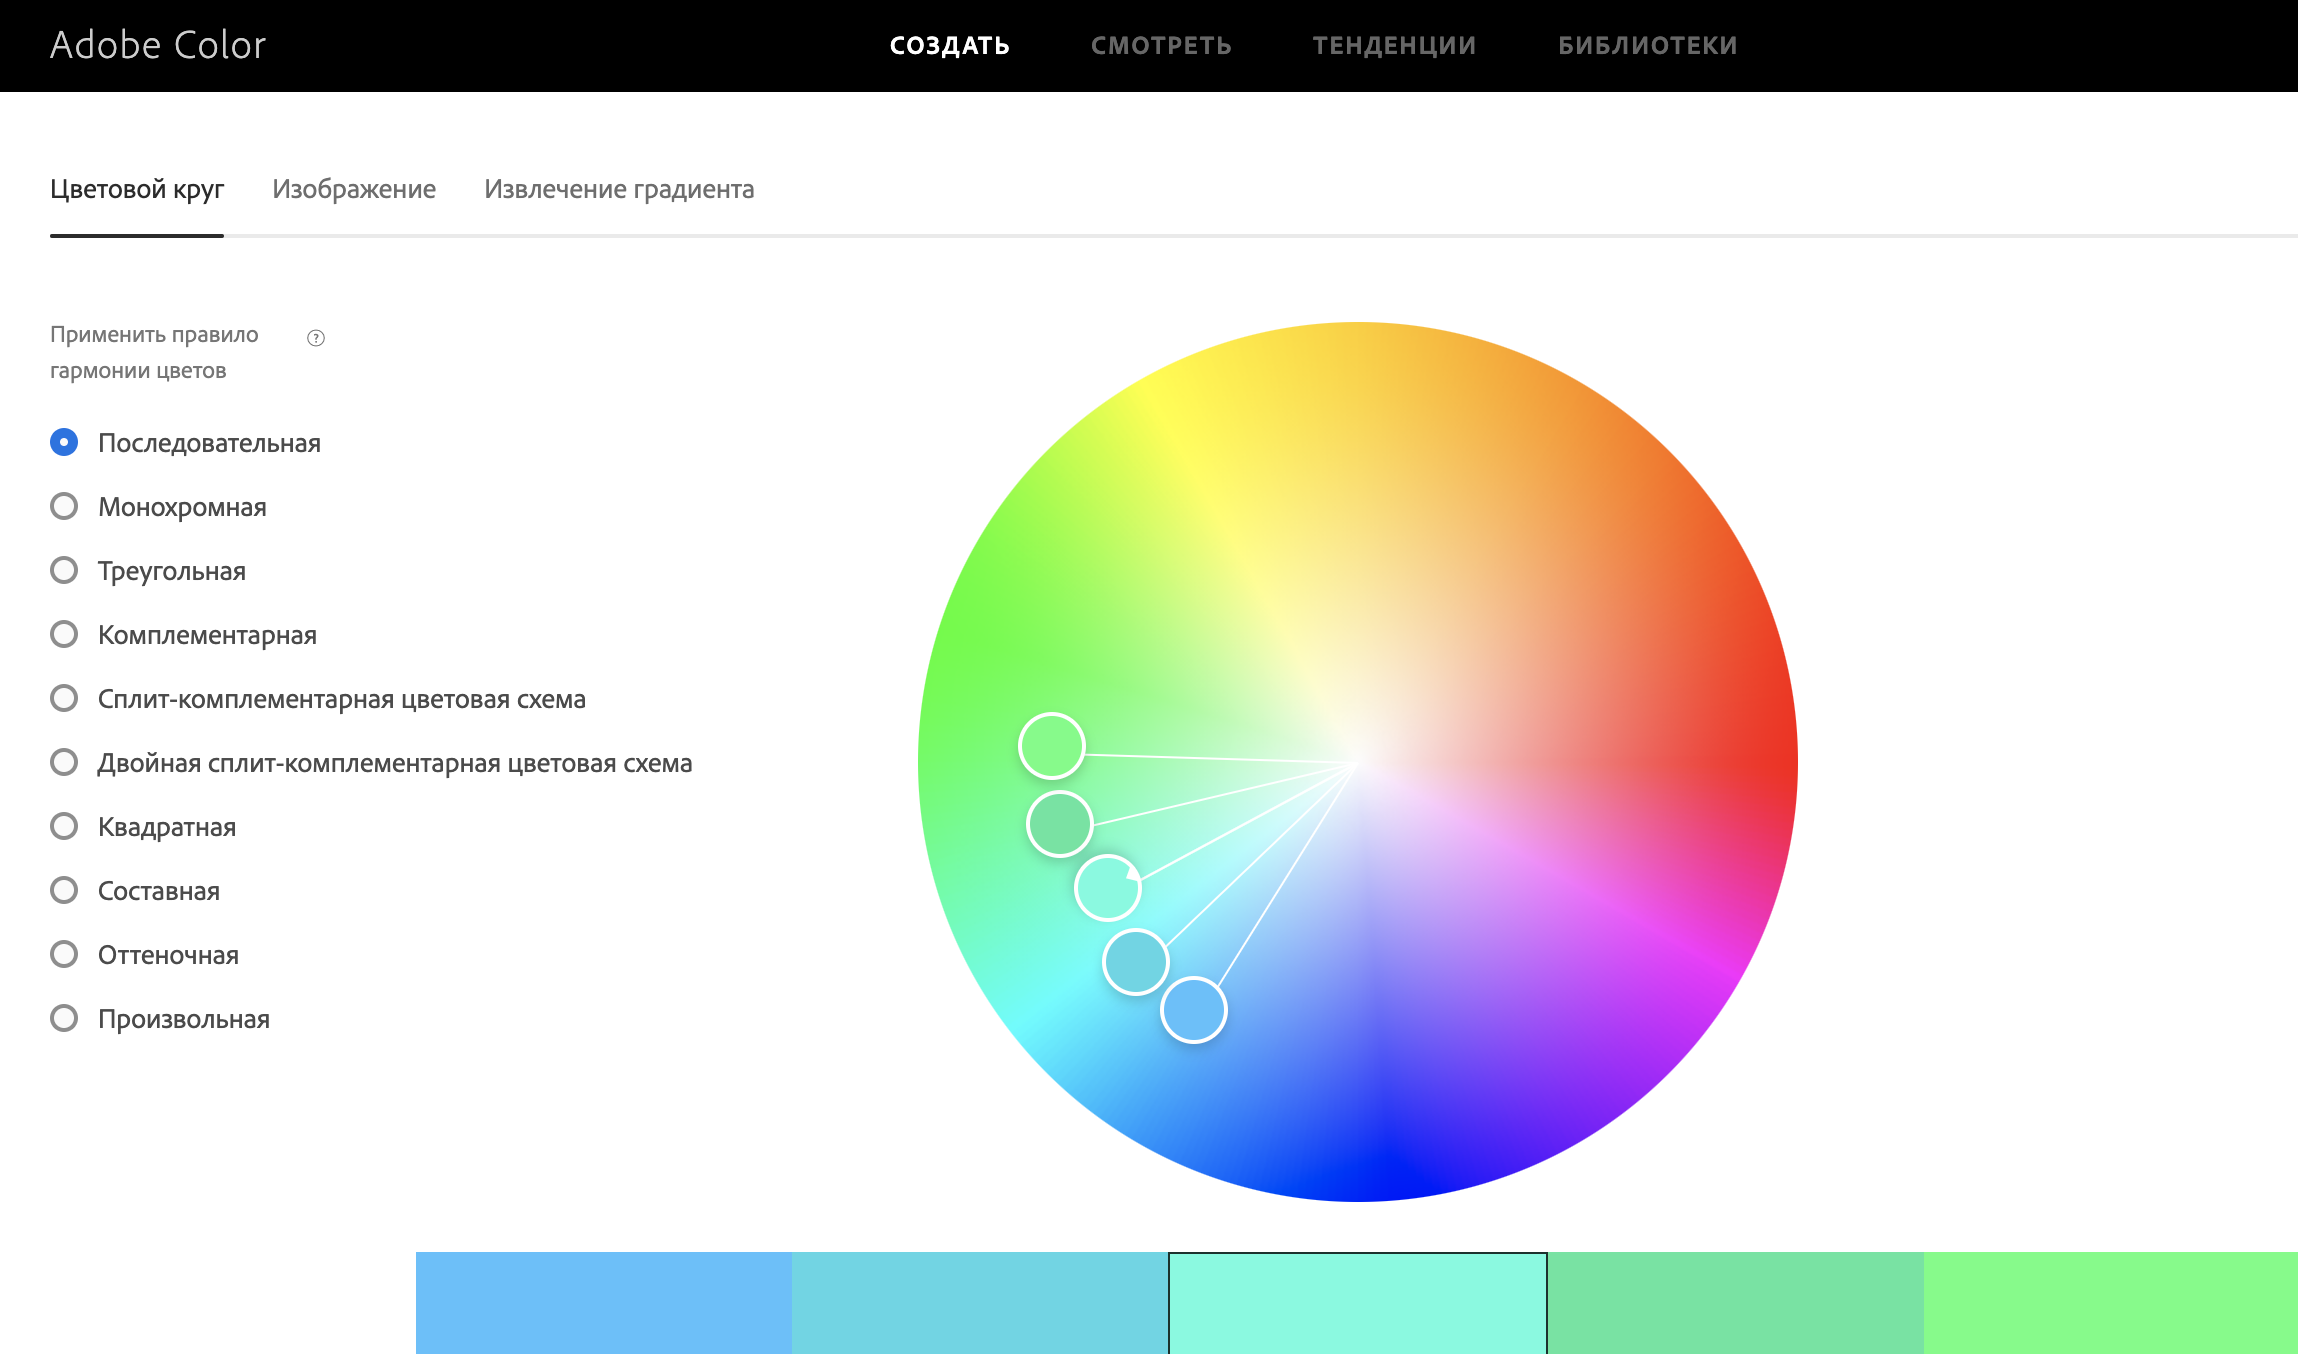 Adobe Color
СОЗДАТЬ
СМОТРЕТЬ
ТЕНДЕНЦИИ
БИБЛИОТЕКИ
Цветовой круг
Изображение
Извлечение градиента
Применить правило
гармонии цветов
?
Последовательная
Монохромная
Треугольная
Комплементарная
Сплит-комплементарная цветовая схема
Двойная сплит-комплементарная цветовая схема
Квадратная
Составная
Оттеночная
Произвольная